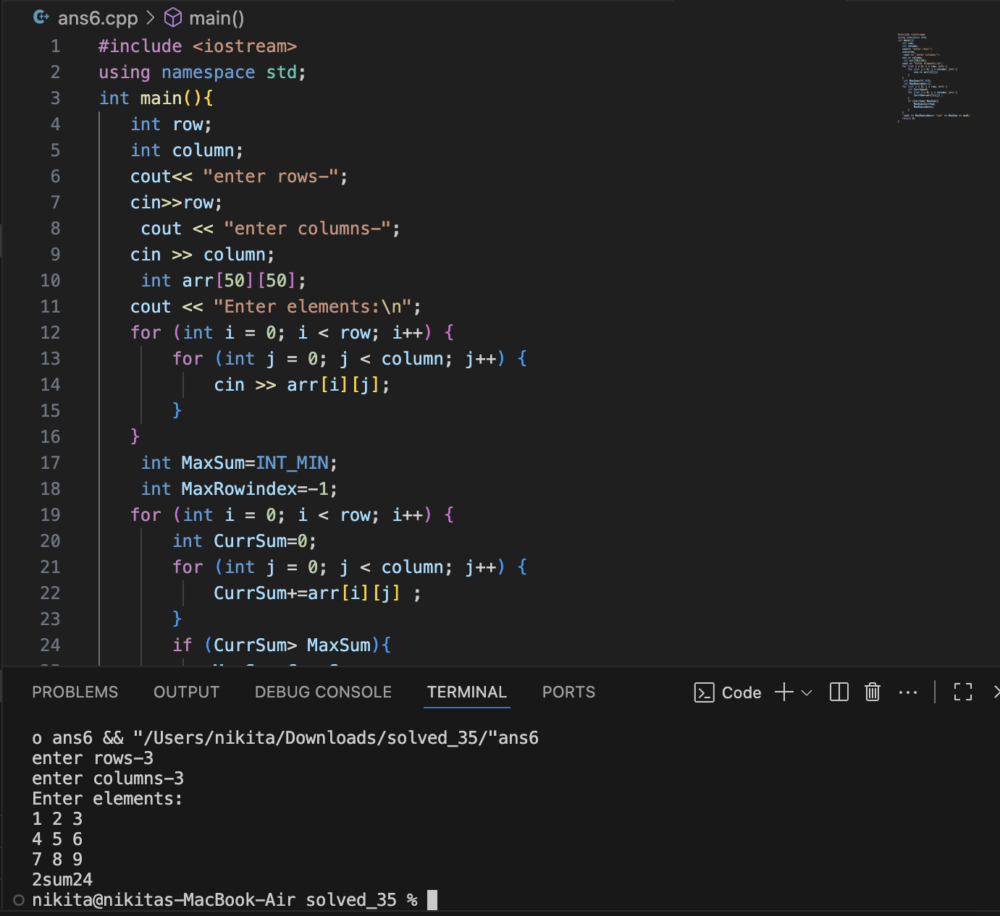 ans6.cpp > main()
1 #include <iostream>
2 using namespace std;
3 int main(){
4 int row;
5 int column;
6 cout<< "enter rows-";
7 cin>>row;
8 cout << "enter columns-";
9 cin >> column;
10 int arr[50][50];
11 cout << "Enter elements:\n";
12 for (int i = 0; i < row; i++) {
13 for (int j = 0; j < column; j++) {
14 cin >> arr[i][j];
15 }
16 }
17 int MaxSum=INT_MIN;
18 int MaxRowindex=-1;
19 for (int i = 0; i < row; i++) {
20 int CurrSum=0;
21 for (int j = 0; j < column; j++) {
22 CurrSum+=arr[i][j] ;
23 }
24 if (CurrSum> MaxSum){
PROBLEMS OUTPUT DEBUG CONSOLE TERMINAL PORTS Code
o ans6 && "/Users/nikita/Downloads/solved_35/"ans6
enter rows-3
enter columns-3
Enter elements:
1 2 3
4 5 6
7 8 9
2sum24
nikita@nikitas-MacBook-Air solved_35 %